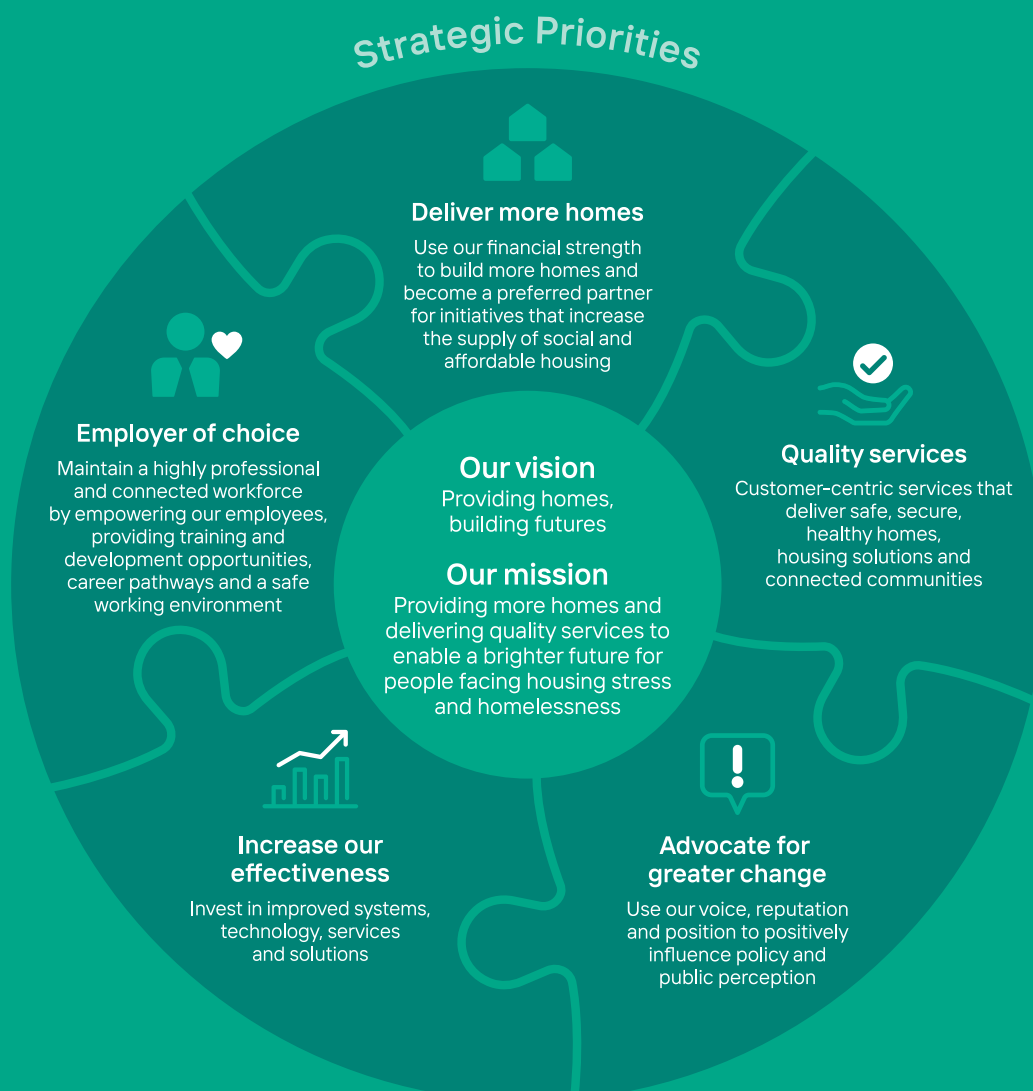 Strategic Priorities
Deliver more homes
Use our financial strength
to build more homes and
become a preferred partner
for initiatives that increase
the supply of social and
affordable housing
Employer of choice
Maintain a highly professional
and connected workforce
by empowering our employees,
providing training and
development opportunities,
career pathways and a safe
working environment
Our vision
Providing homes,
building futures
Our mission
Providing more homes and
delivering quality services to
enable a brighter future for
people facing housing stress
and homelessness
Quality services
Customer-centric services that
deliver safe, secure,
healthy homes,
housing solutions and
connected communities
Increase our
effectiveness
Invest in improved systems,
technology, services
and solutions
Advocate for
greater change
Use our voice, reputation
and position to positively
influence policy and
public perception